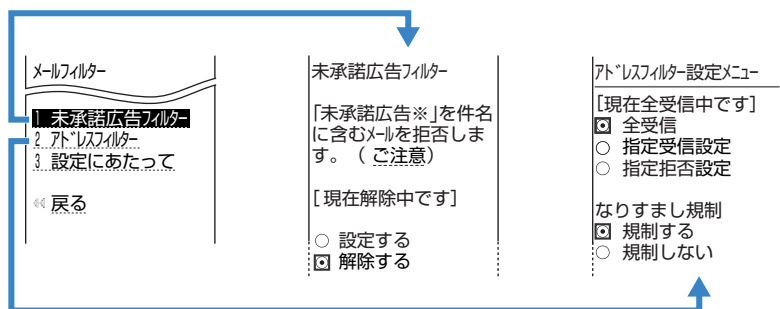 メールフィルター
1 未承諾広告フィルター
2 アドレスフィルター
3 設定にあたって
戻る
未承諾広告フィルター
「未承諾広告※」を件名
に含むメールを拒否しま
す。（ご注意）
［現在解除中です］
設定する
解除する
アドレスフィルター設定メニュー
［現在全受信中です］
全受信
指定受信設定
指定拒否設定
なりすまし規制
規制する
規制しない